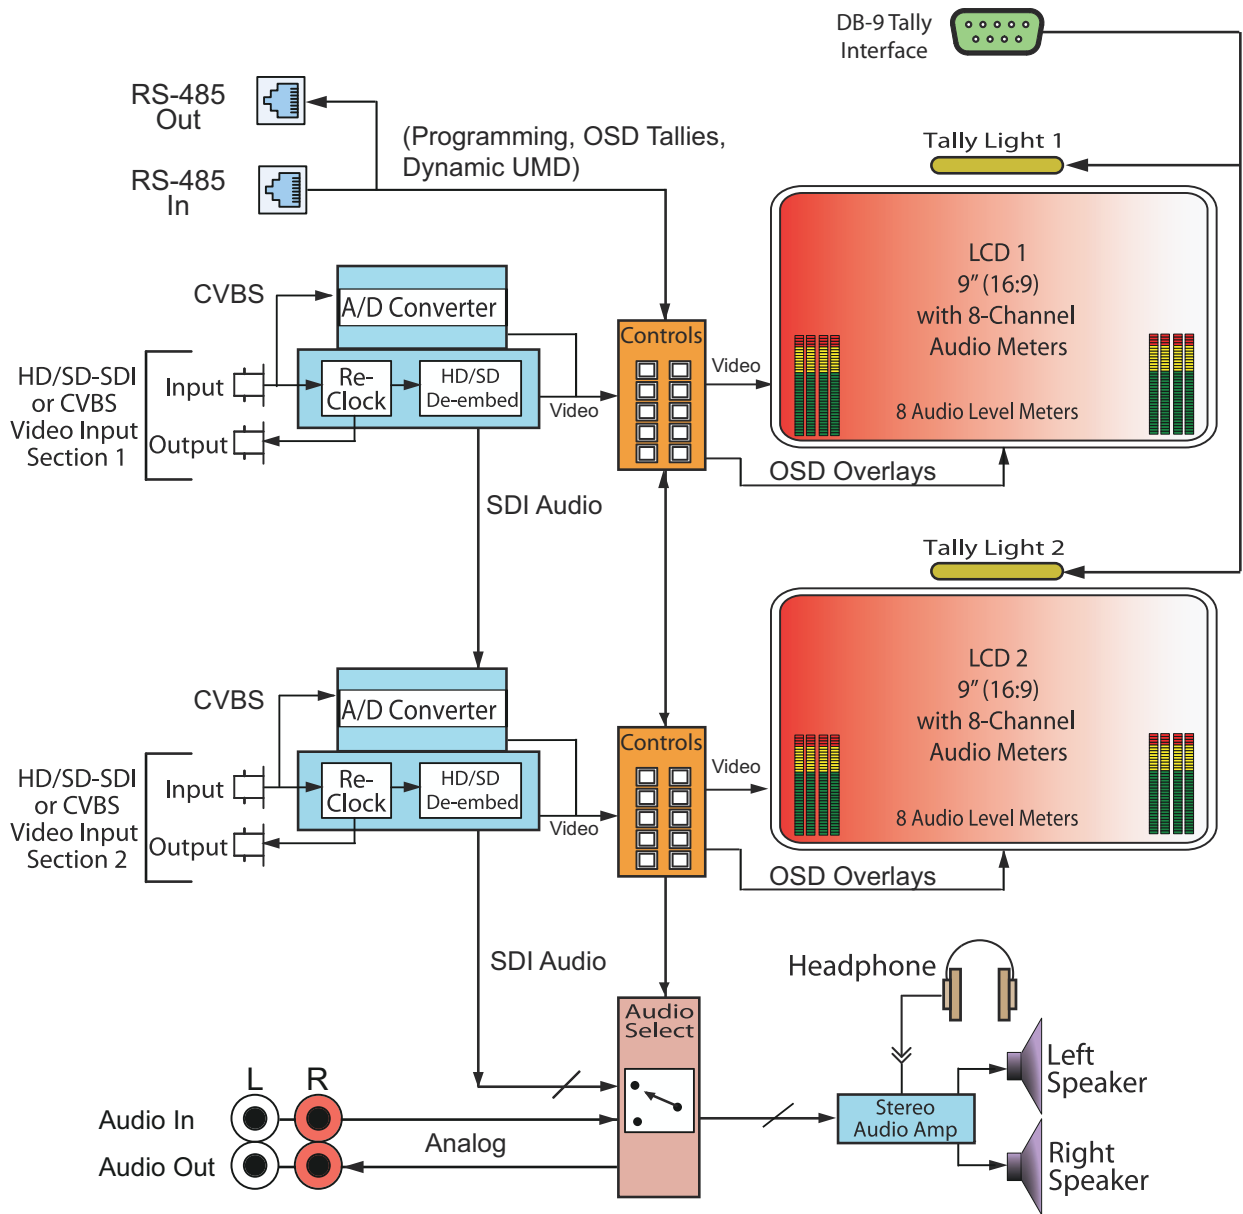 DB-9 Tally
Interface
RS-485
Out
(Programming, OSD Tallies,
Dynamic UMD)
RS-485
In
Tally Light 1
LCD 1
9” (16:9)
with 8-Channel
Audio Meters
8 Audio Level Meters
CVBS
A/D Converter
Controls
HD/SD-SDI
or CVBS
Video Input
Section 1
Input
Output
Re-
Clock
HD/SD
De-embed
Video
Video
OSD Overlays
SDI Audio
Tally Light 2
LCD 2
9” (16:9)
with 8-Channel
Audio Meters
8 Audio Level Meters
CVBS
A/D Converter
Controls
HD/SD-SDI
or CVBS
Video Input
Section 2
Input
Output
Re-
Clock
HD/SD
De-embed
Video
Video
OSD Overlays
SDI Audio
Headphone
Audio
Select
Left
Speaker
L R
Audio In
Stereo
Audio Amp
Analog
Audio Out
Right
Speaker